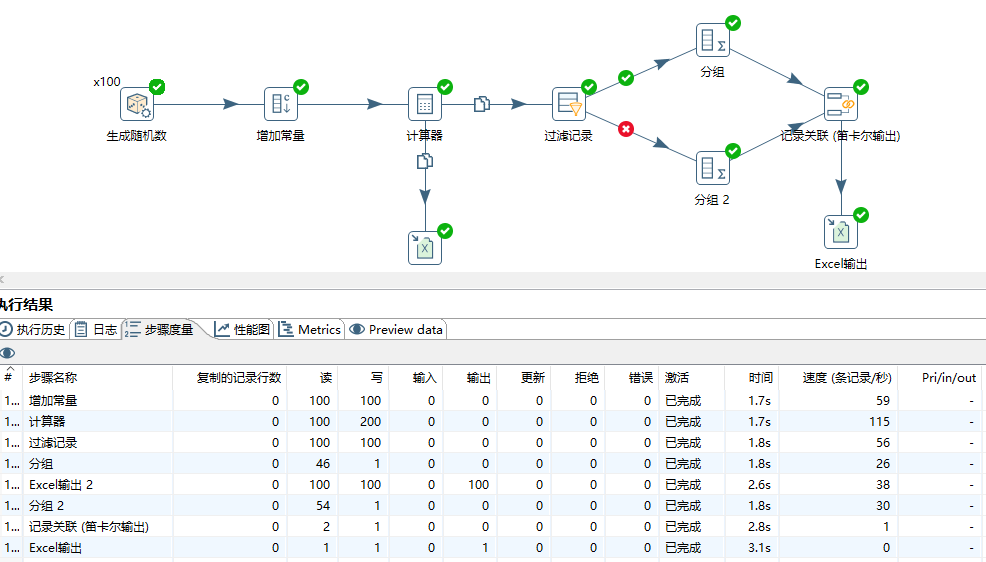 x100
生成随机数
增加常量
计算器
过滤记录
分组
分组 2
记录关联 (笛卡尔输出)
Excel输出
执行结果
执行历史 日志 步骤度量 性能图 Metrics Preview data
# 步骤名称 复制的记录行数 读 写 输入 输出 更新 拒绝 错误 激活 时间 速度 (条记录/秒) Pri/in/out
1... 增加常量 0 100 100 0 0 0 0 0 已完成 1.7s 59 -
1... 计算器 0 100 200 0 0 0 0 0 已完成 1.7s 115 -
1... 过滤记录 0 100 100 0 0 0 0 0 已完成 1.8s 56 -
1... 分组 0 46 1 0 0 0 0 0 已完成 1.8s 26 -
1... Excel输出 2 0 100 100 0 100 0 0 0 已完成 2.6s 38 -
1... 分组 2 0 54 1 0 0 0 0 0 已完成 1.8s 30 -
1... 记录关联 (笛卡尔输出) 0 2 1 0 0 0 0 0 已完成 2.8s 1 -
1... Excel输出 0 1 1 0 1 0 0 0 已完成 3.1s 0 -